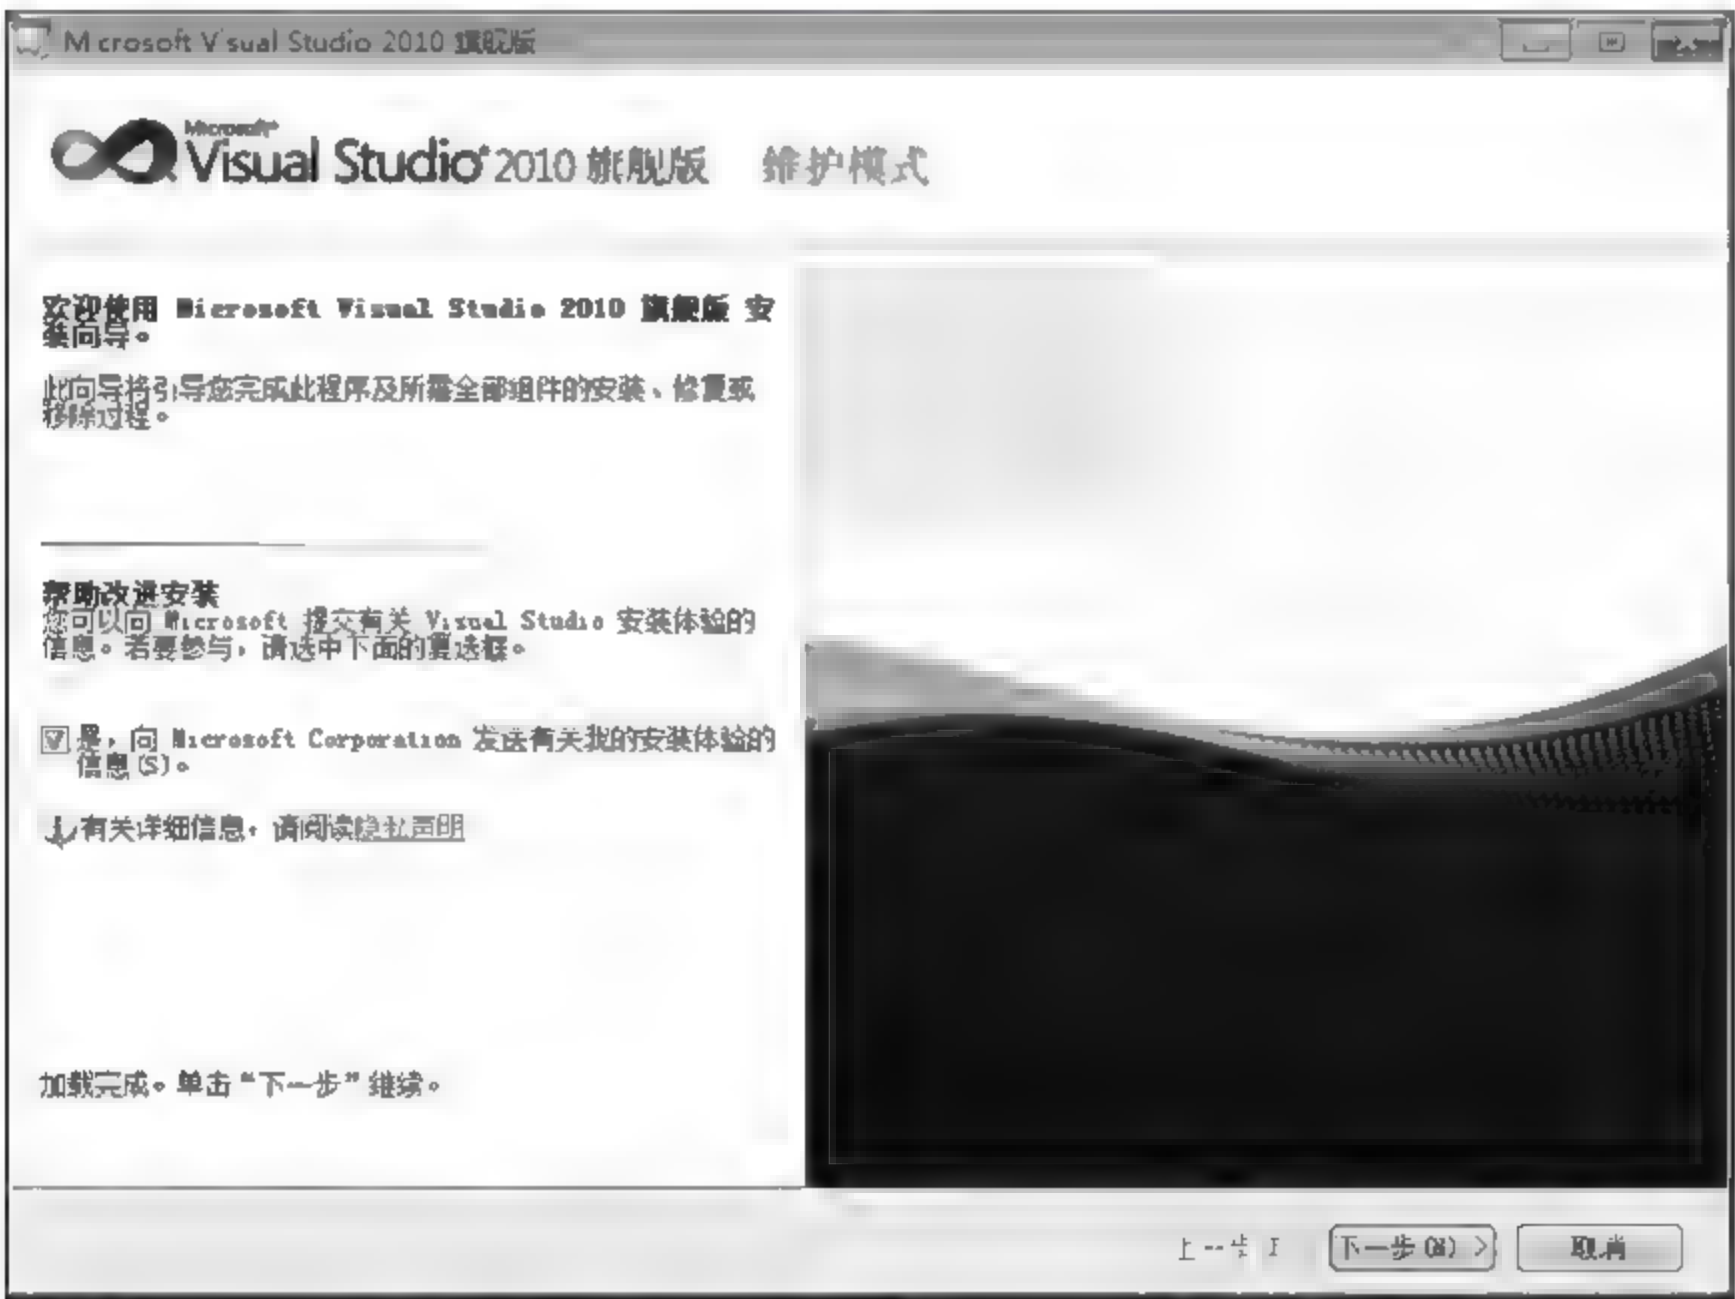 Microsoft Visual Studio 2010 旗舰版
Microsoft
Visual Studio 2010 旗舰版 维护模式
欢迎使用 Microsoft Visual Studio 2010 旗舰版 安
装向导。
此向导将引导您完成此程序及所需全部组件的安装、修复或
移除过程。
帮助改进安装
您可以向 Microsoft 提交有关 Visual Studio 安装体验的
信息。若要参与，请选中下面的复选框。
是，向 Microsoft Corporation 发送有关我的安装体验的
信息(S)。
有关详细信息，请阅读隐私声明
加载完成。单击“下一步”继续。
上一步 下一步(N) > 取消